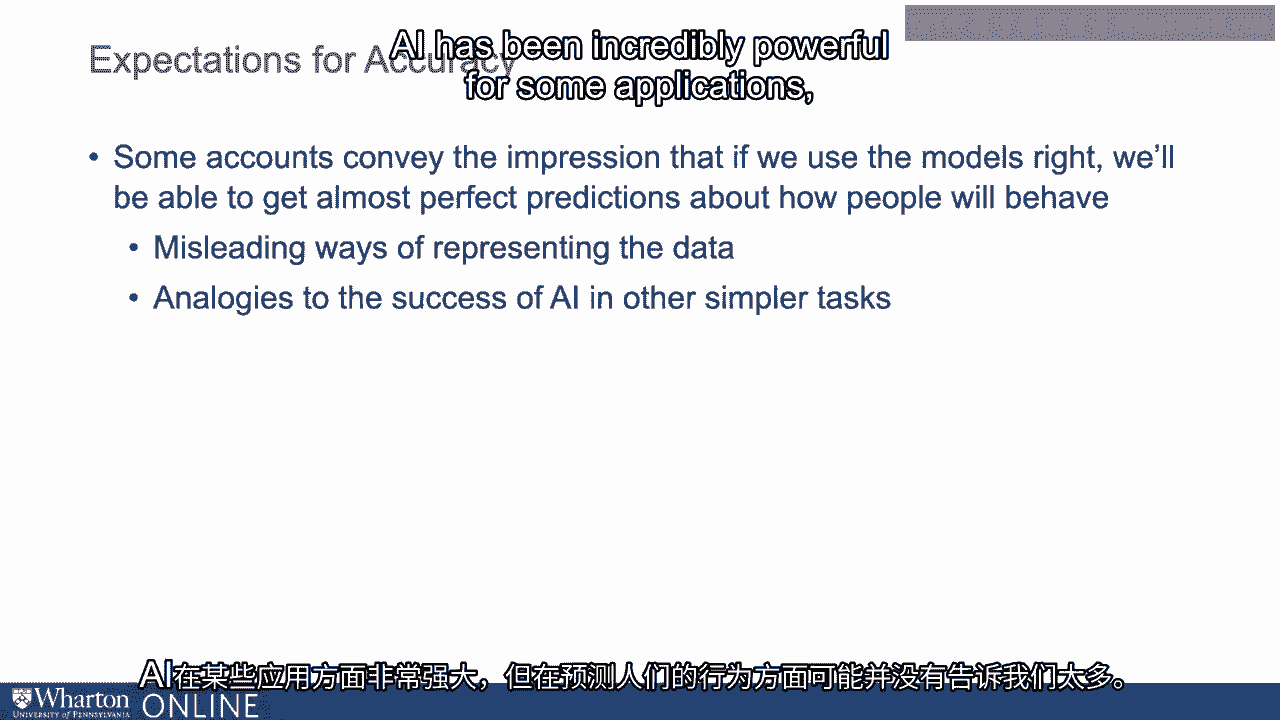 AI has been incredibly powerful
Expectations for Accuracy
for some applications,
• Some accounts convey the impression that if we use the models right, we'll
be able to get almost perfect predictions about how people will behave
• Misleading ways of representing the data
• Analogies to the success of AI in other simpler tasks
AI在某些应用方面非常强大，但在预测人们的行为方面可能并没有告诉我们太多。
Wharton ONLINE
UNIVERSITY OF PENNSYLVANIA